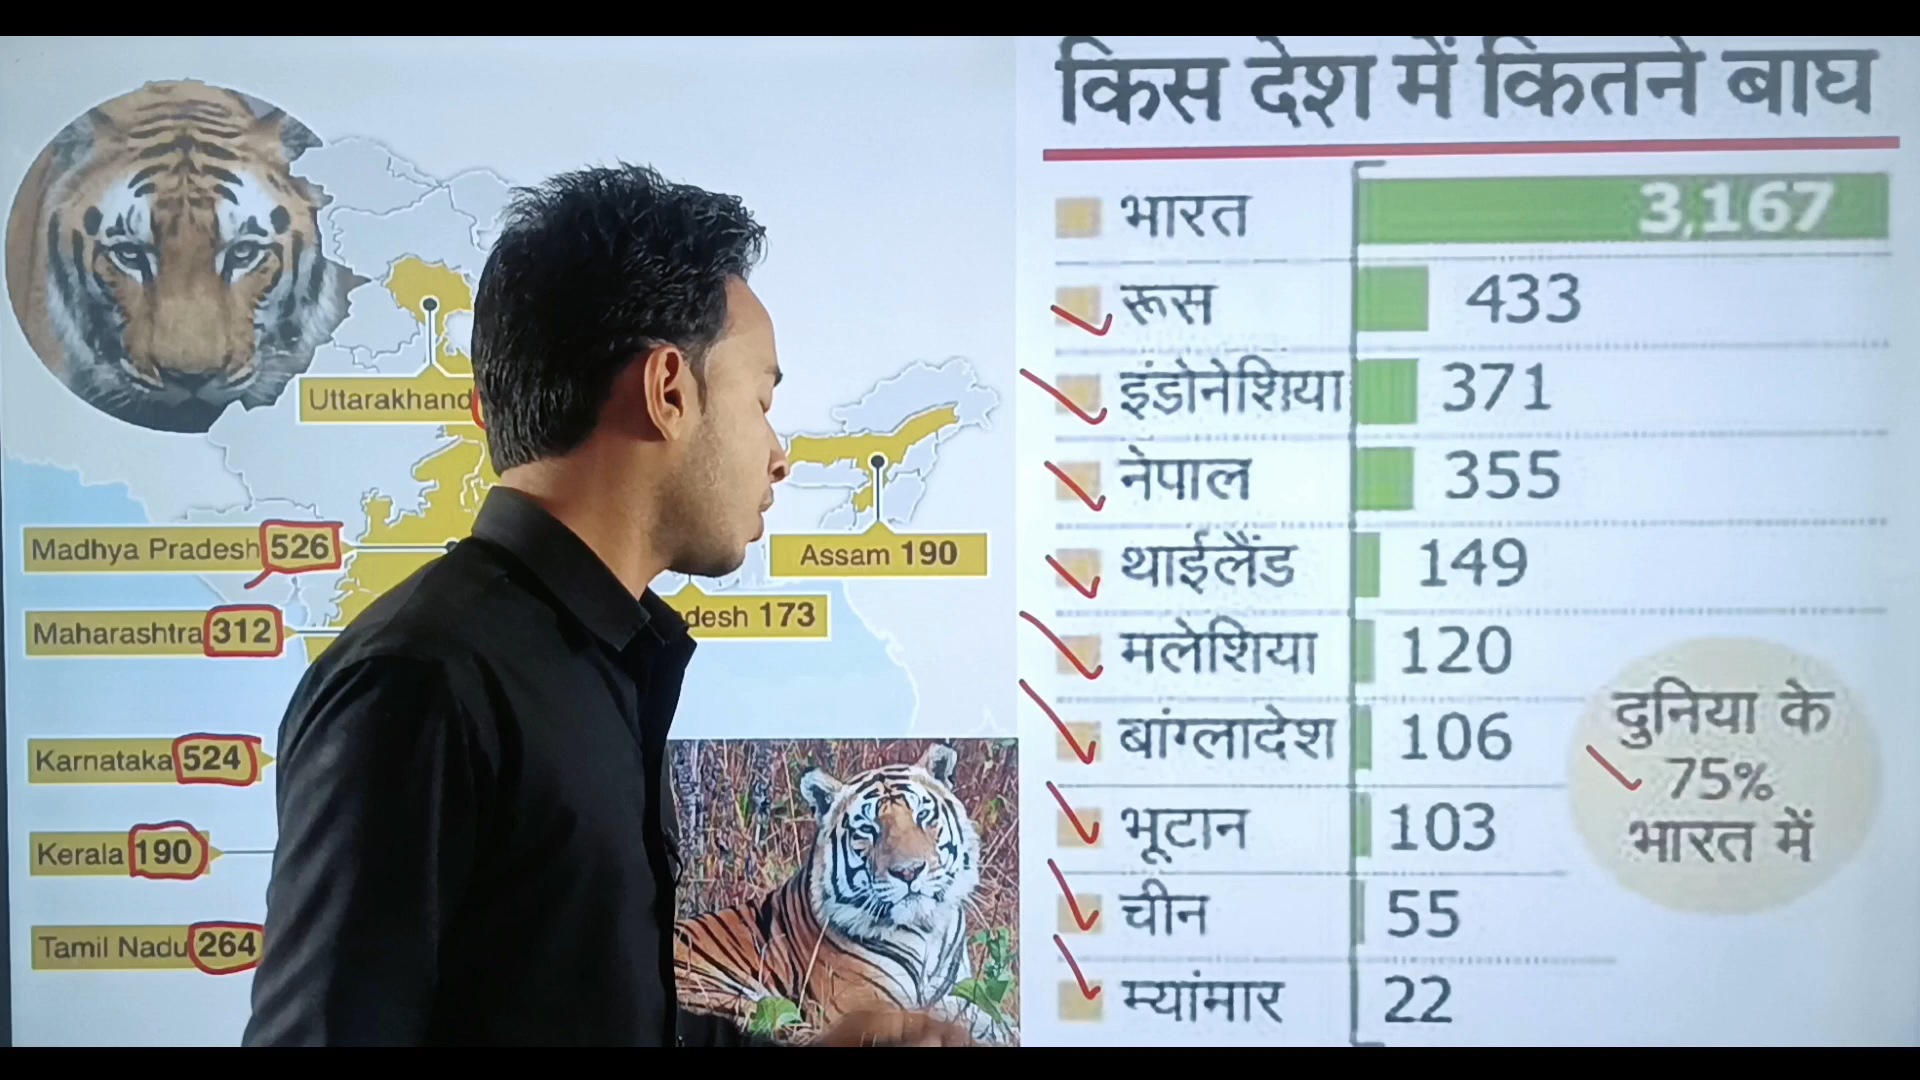 Uttarakhand
Madhya Pradesh 526
Maharashtra 312
Karnataka 524
Kerala 190
Tamil Nadu 264
Assam 190
desh 173
किस देश में कितने बाघ
भारत 3,167
रूस 433
इंडोनेशिया 371
नेपाल 355
थाईलैंड 149
मलेशिया 120
बांग्लादेश 106
भूटान 103
चीन 55
म्यांमार 22
दुनिया के
75%
भारत में